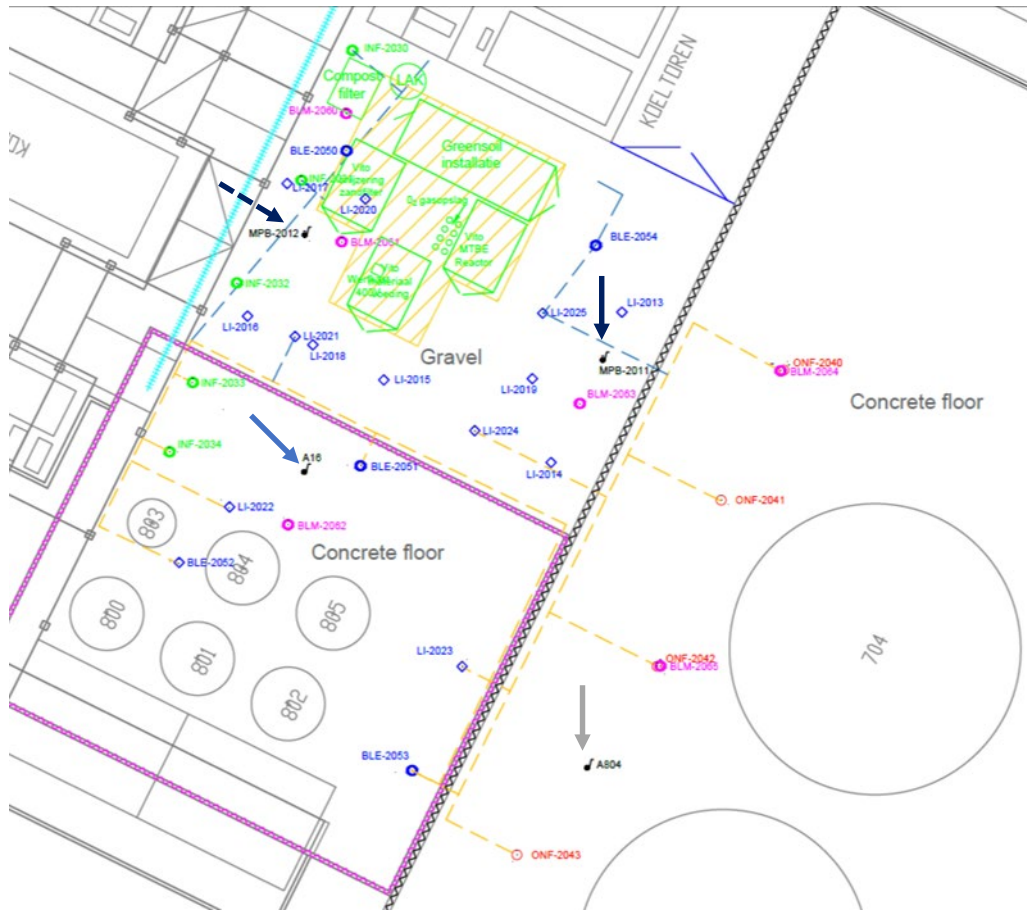 INF-2030
LAK
Compost
filter
KOELTOREN
BLM-2060
BLE-2050
Greensoil
installatie
Vito
zandfilter
LI-2017
LI-2020
O2 gasopslag
MPB-2012
BLM-2061
Vito
MTBE
Reactor
BLE-2054
Vito
INF-2032
LI-2013
LI-2025
LI-2016
LI-2021
LI-2018
Gravel
MPB-2011
ONF-2040
BLM-2064
INF-2033
LI-2015
LI-2019
BLM-2063
Concrete floor
LI-2024
INF-2034
A16
BLE-2051
LI-2014
ONF-2041
LI-2022
BLM-2062
803
Concrete floor
BLE-2052
804
800
805
801
LI-2023
ONF-2042
BLM-2065
704
802
BLE-2053
A804
ONF-2043